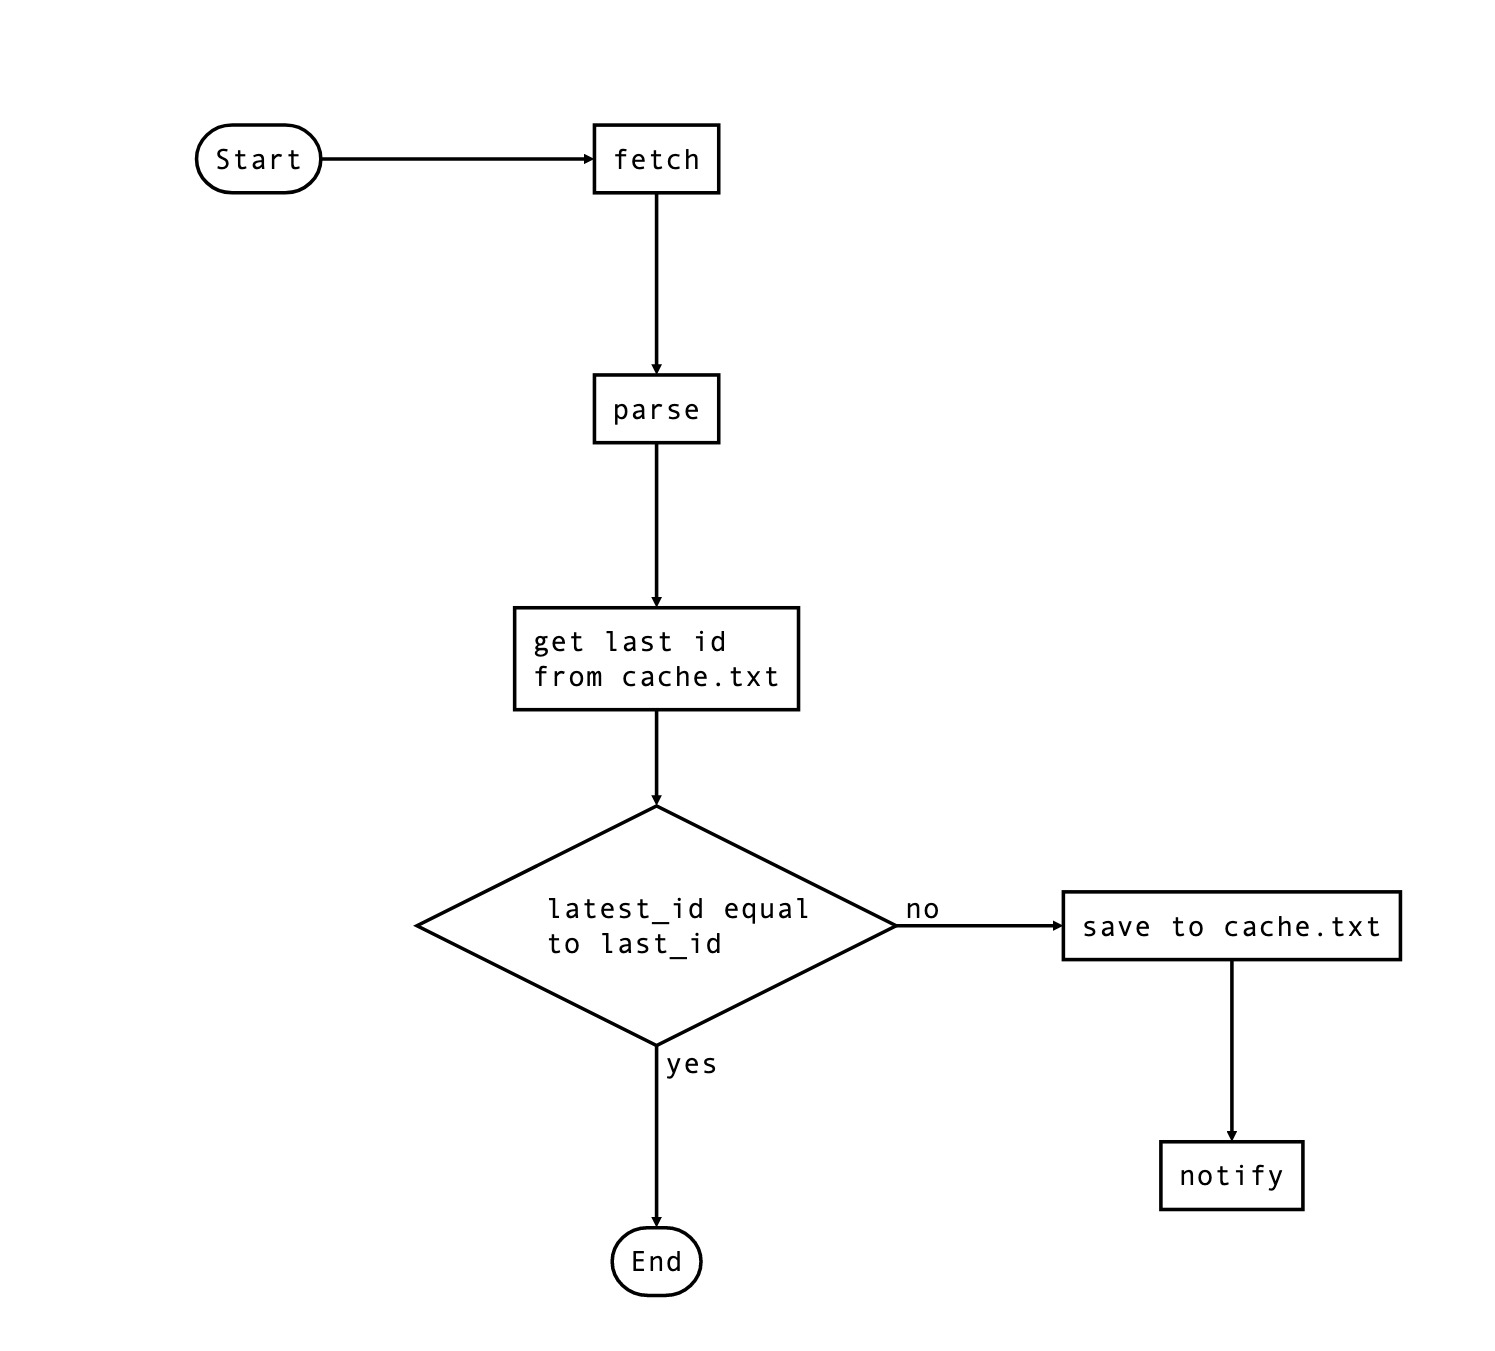 Start
fetch
parse
get last id
from cache.txt
latest_id equal
to last_id
no
save to cache.txt
yes
notify
End